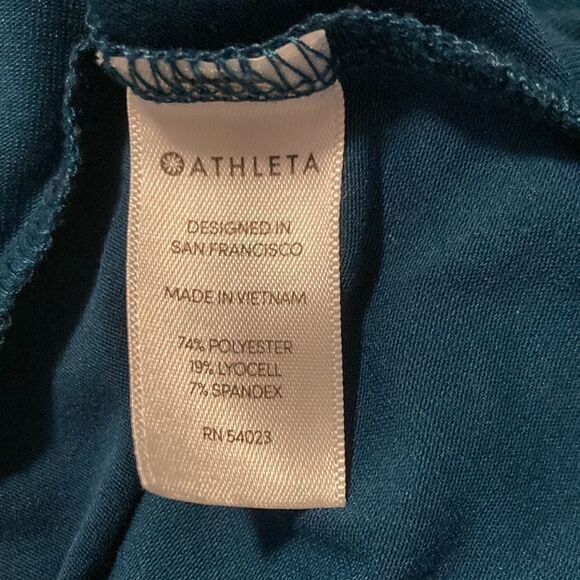 ATHLETA
DESIGNED IN
SAN FRANCISCO
MADE IN VIETNAM
74% POLYESTER
19% LYOCELL
7% SPANDEX
RN 54023